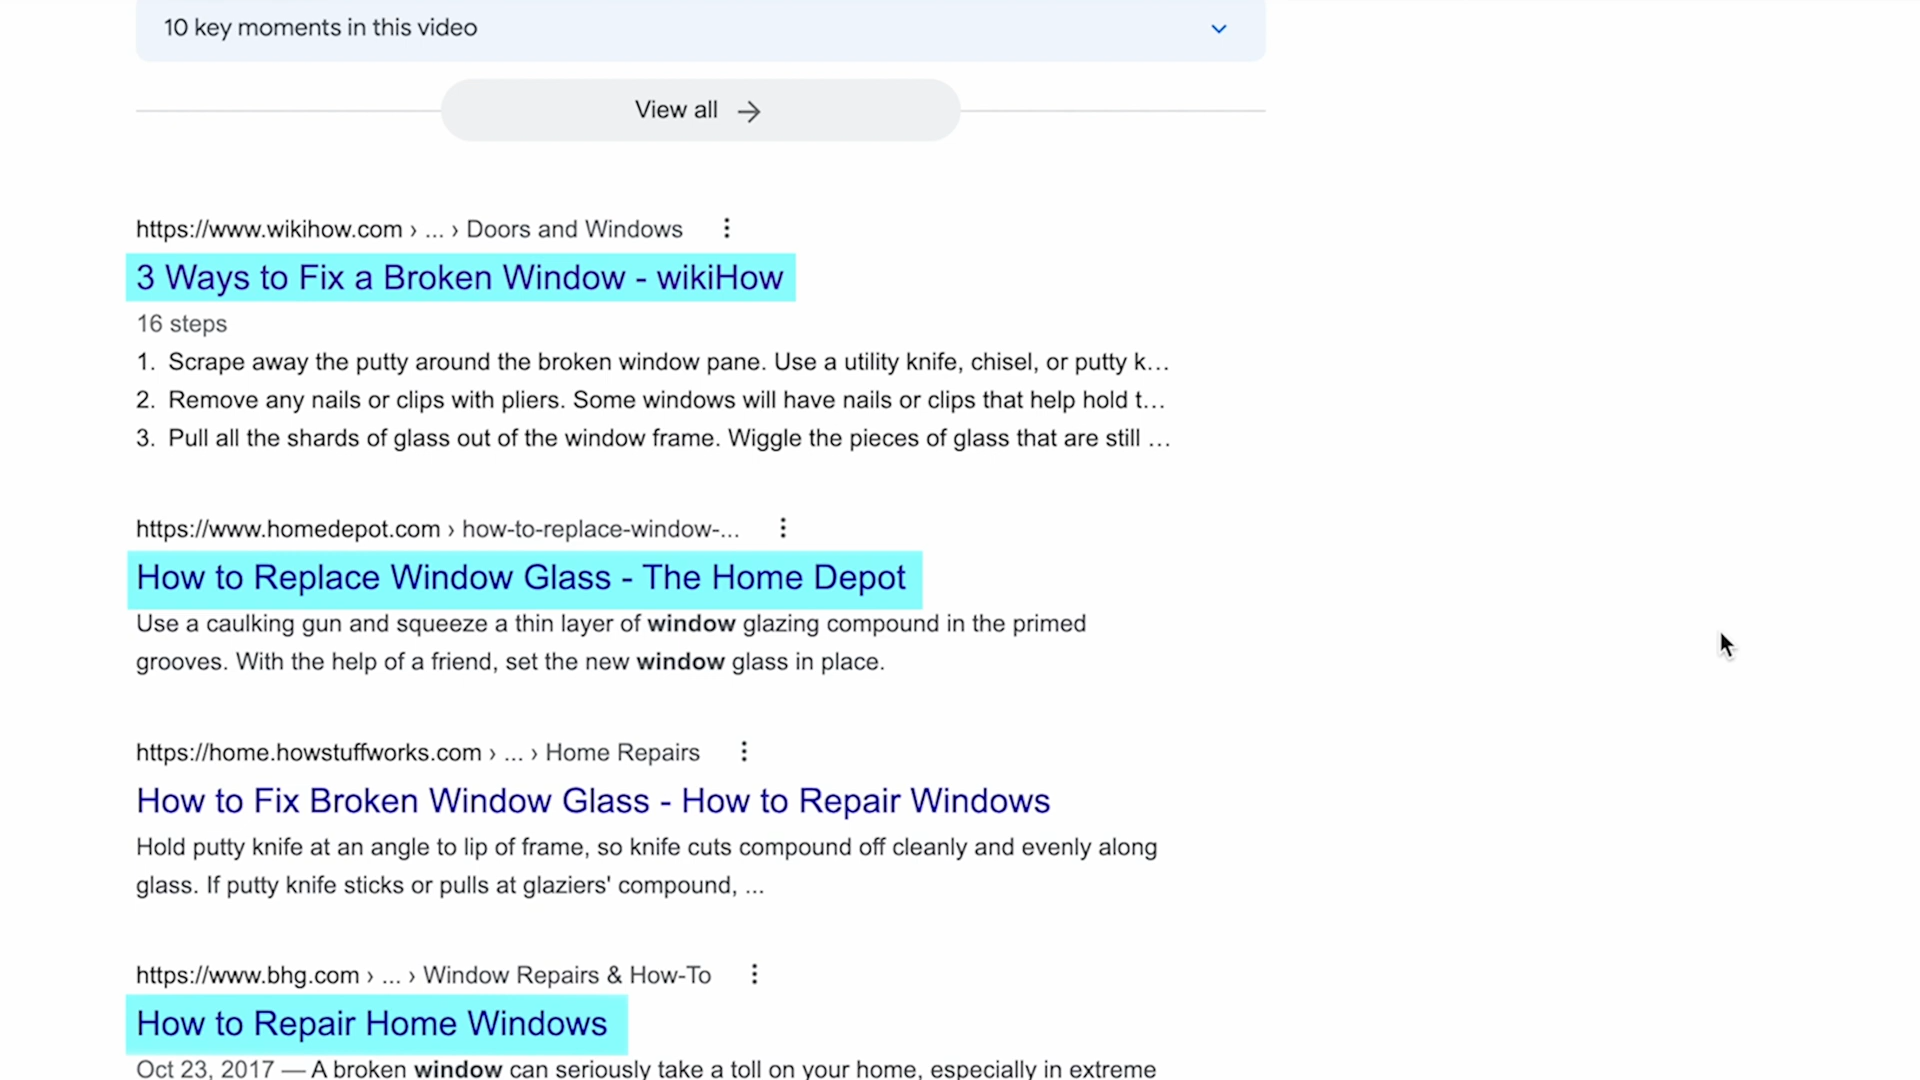 10 key moments in this video
View all
https://www.wikihow.com › ... › Doors and Windows
3 Ways to Fix a Broken Window - wikiHow
16 steps
1. Scrape away the putty around the broken window pane. Use a utility knife, chisel, or putty k...
2. Remove any nails or clips with pliers. Some windows will have nails or clips that help hold t...
3. Pull all the shards of glass out of the window frame. Wiggle the pieces of glass that are still ...
https://www.homedepot.com › how-to-replace-window-...
How to Replace Window Glass - The Home Depot
Use a caulking gun and squeeze a thin layer of window glazing compound in the primed
grooves. With the help of a friend, set the new window glass in place.
https://home.howstuffworks.com › ... › Home Repairs
How to Fix Broken Window Glass - How to Repair Windows
Hold putty knife at an angle to lip of frame, so knife cuts compound off cleanly and evenly along
glass. If putty knife sticks or pulls at glaziers' compound, ...
https://www.bhg.com › ... › Window Repairs & How-To
How to Repair Home Windows
Oct 23, 2017 — A broken window can seriously take a toll on your home, especially in extreme